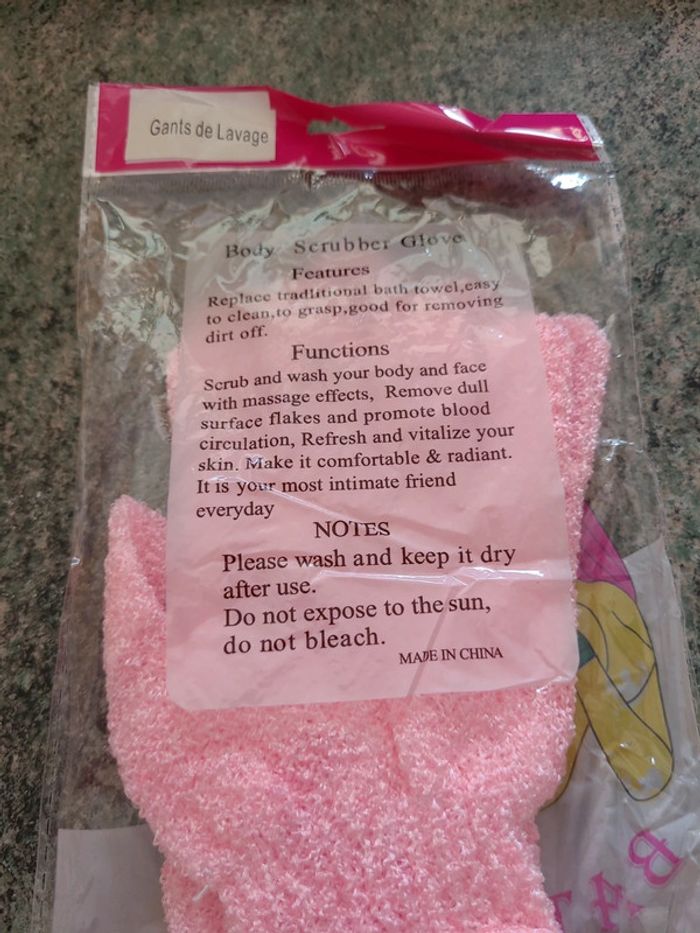 Gants de Lavage
Body Scrubber Glove
Features
Replace tradlitional bath towel,easy
to clean,to grasp,good for removing
dirt off.
Functions
Scrub and wash your body and face
with massage effects, Remove dull
surface flakes and promote blood
circulation, Refresh and vitalize your
skin. Make it comfortable & radiant.
It is your most intimate friend
everyday
NOTES
Please wash and keep it dry
after use.
Do not expose to the sun,
do not bleach.
MADE IN CHINA